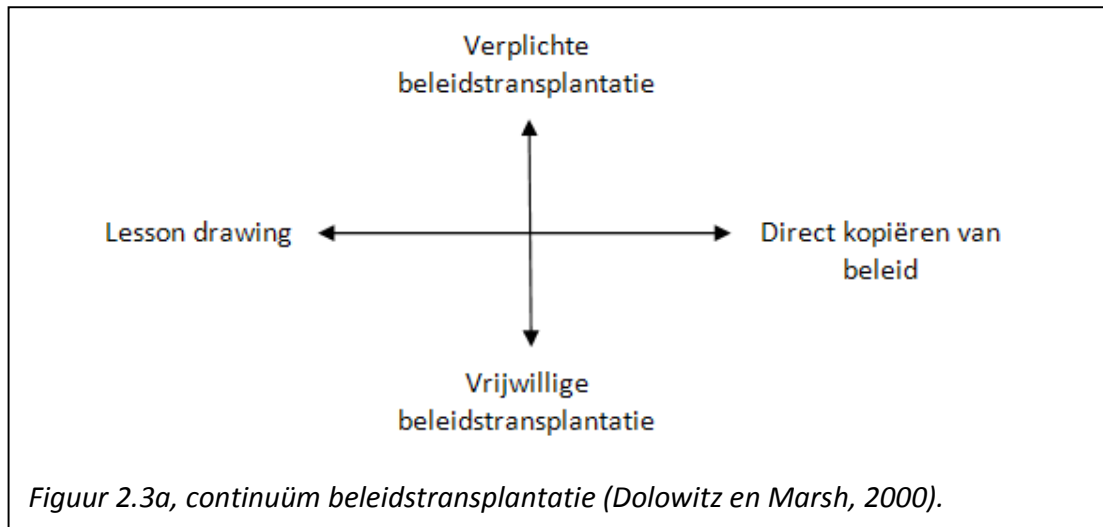 Verplichte
beleidstransplantatie
Lesson drawing
Direct kopiëren van
beleid
Vrijwillige
beleidstransplantatie
Figuur 2.3a, continuüm beleidstransplantatie (Dolowitz en Marsh, 2000).